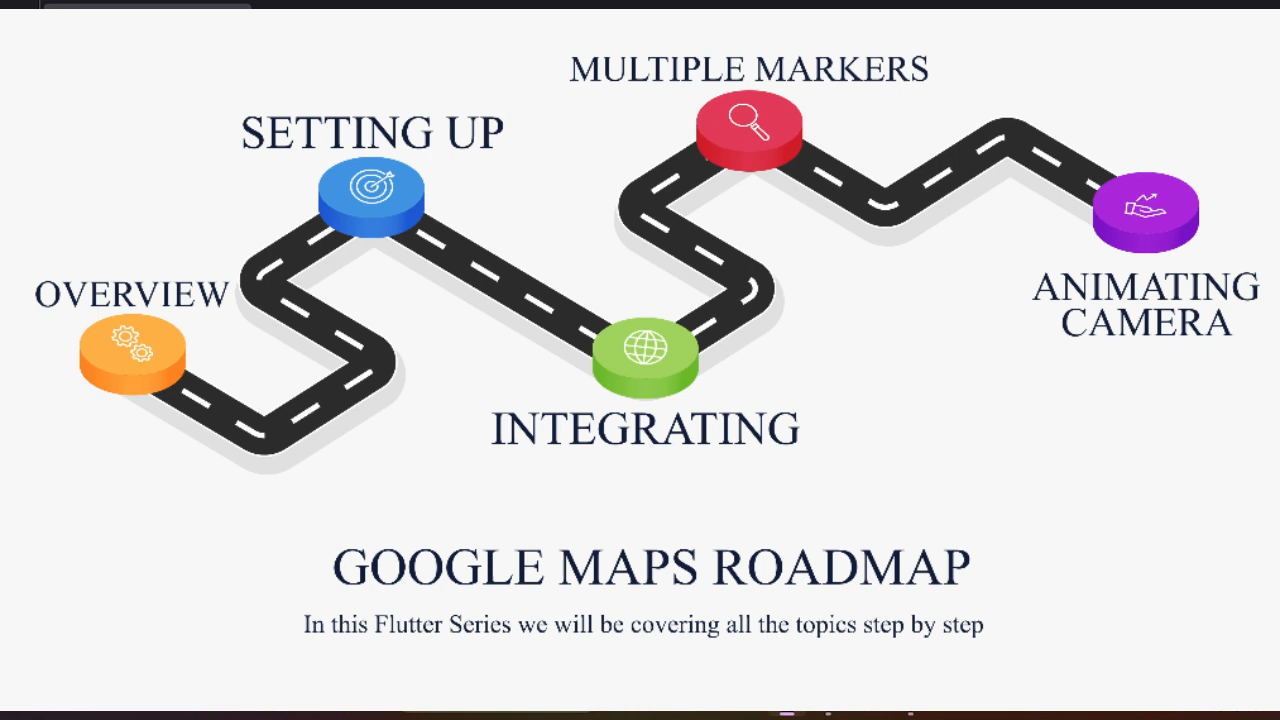 MULTIPLE MARKERS
SETTING UP
OVERVIEW
ANIMATING
CAMERA
INTEGRATING
GOOGLE MAPS ROADMAP
In this Flutter Series we will be covering all the topics step by step